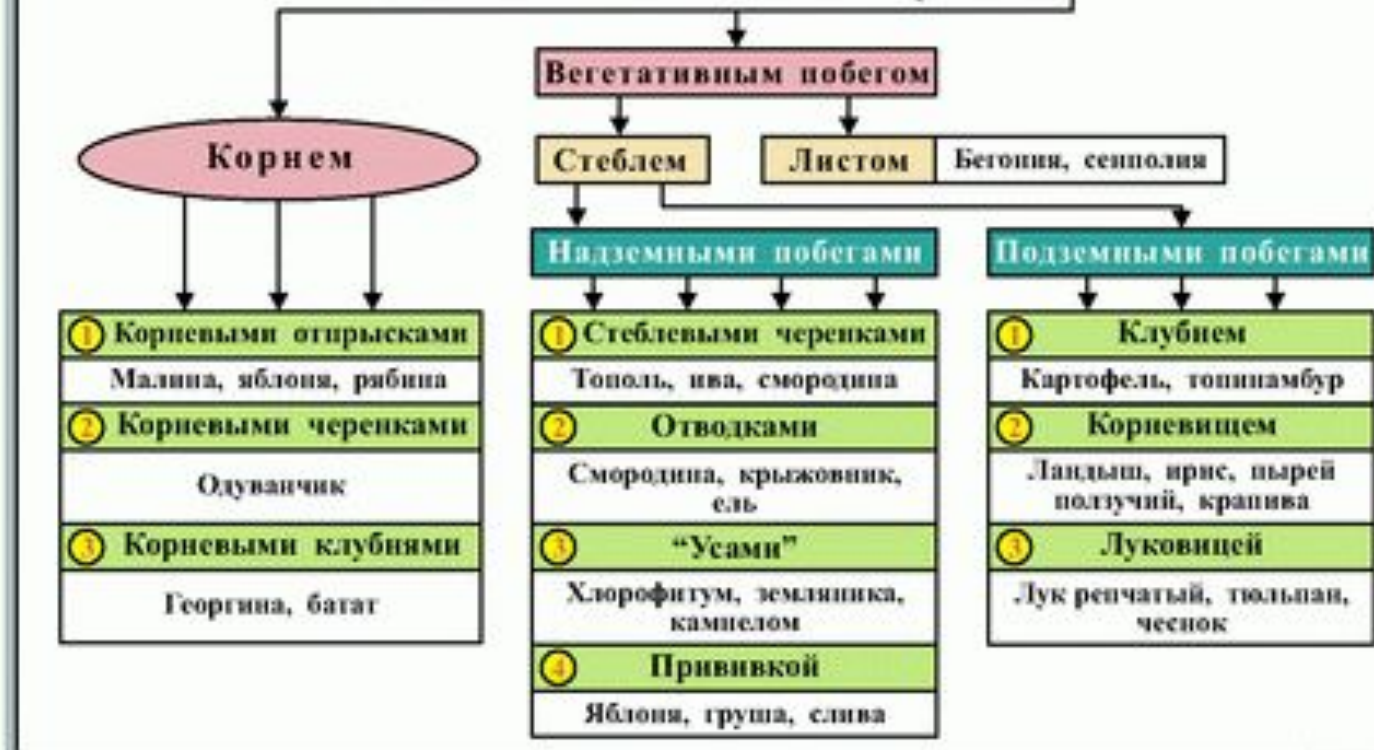 Вегетативным побегом
Корнем
Стеблем
Листом
Бегония, сенполия
Надземными побегами
Подземными побегами
1 Корневыми отпрысками
Малина, яблоня, рябина
2 Корневыми черенками
Одуванчик
3 Корневыми клубнями
Георгина, батат
1 Стеблевыми черенками
Тополь, ива, смородина
2 Отводками
Смородина, крыжовник,
ель
3 “Усами”
Хлорофитум, земляника,
камнелом
4 Прививкой
Яблоня, груша, слива
1 Клубнем
Картофель, топинамбур
2 Корневищем
Ландыш, ирис, пырей
ползучий, крапива
3 Луковицей
Лук репчатый, тюльпан,
чеснок